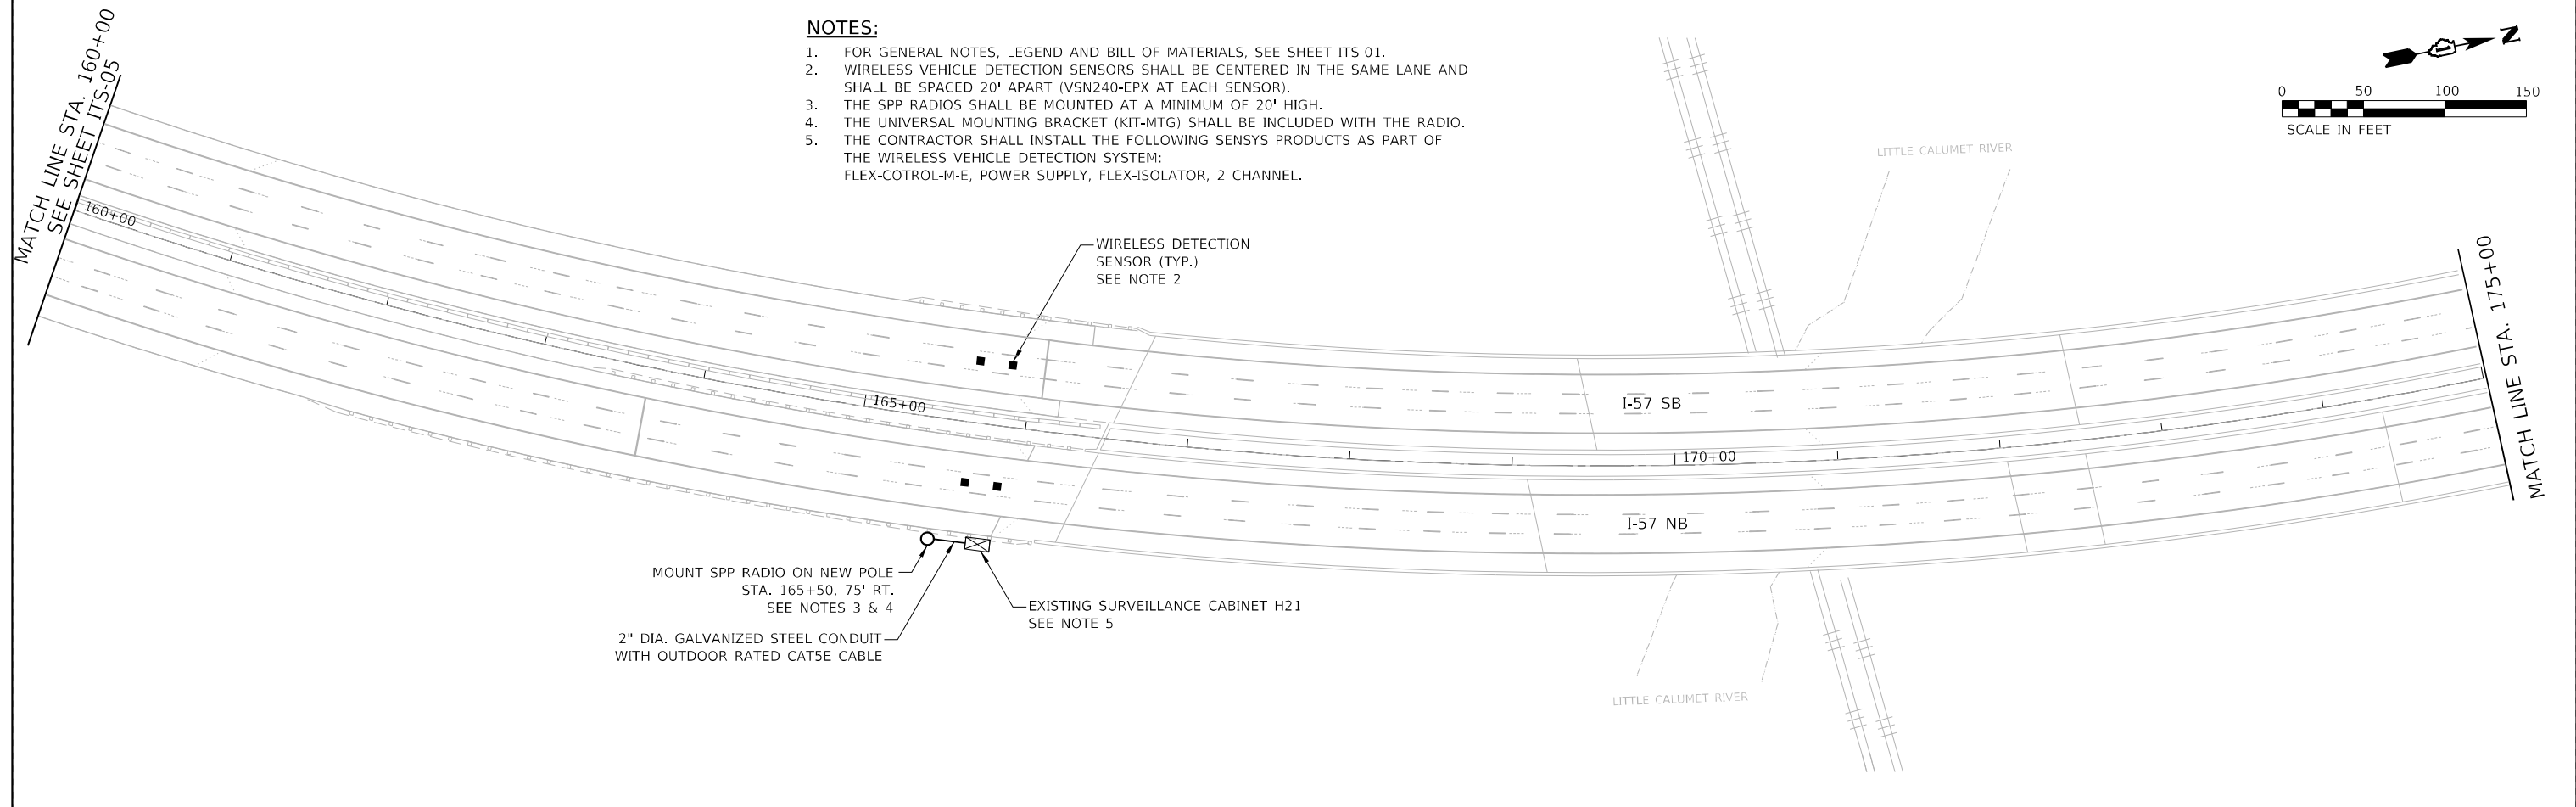 NOTES:
1. FOR GENERAL NOTES, LEGEND AND BILL OF MATERIALS, SEE SHEET ITS-01.
2. WIRELESS VEHICLE DETECTION SENSORS SHALL BE CENTERED IN THE SAME LANE AND
SHALL BE SPACED 20' APART (VSN240-EPX AT EACH SENSOR).
3. THE SPP RADIOS SHALL BE MOUNTED AT A MINIMUM OF 20' HIGH.
4. THE UNIVERSAL MOUNTING BRACKET (KIT-MTG) SHALL BE INCLUDED WITH THE RADIO.
5. THE CONTRACTOR SHALL INSTALL THE FOLLOWING SENSYS PRODUCTS AS PART OF
THE WIRELESS VEHICLE DETECTION SYSTEM:
FLEX-COTROL-M-E, POWER SUPPLY, FLEX-ISOLATOR, 2 CHANNEL.
N
0 50 100 150
SCALE IN FEET
MATCH LINE STA. 160+00
SEE SHEET ITS-05
160+00
LITTLE CALUMET RIVER
WIRELESS DETECTION
SENSOR (TYP.)
SEE NOTE 2
165+00
I-57 SB
170+00
I-57 NB
MATCH LINE STA. 175+00
MOUNT SPP RADIO ON NEW POLE
STA. 165+50, 75' RT.
SEE NOTES 3 & 4
2" DIA. GALVANIZED STEEL CONDUIT
WITH OUTDOOR RATED CAT5E CABLE
EXISTING SURVEILLANCE CABINET H21
SEE NOTE 5
LITTLE CALUMET RIVER